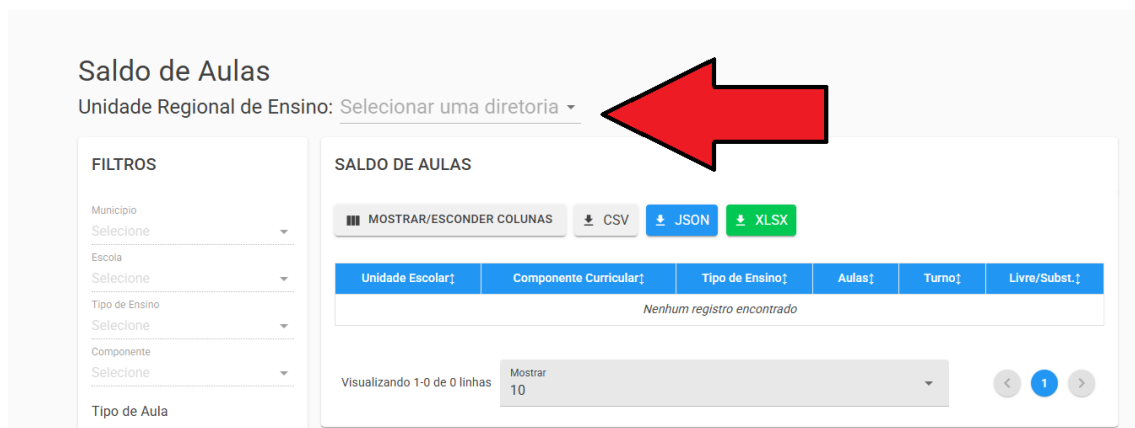 Saldo de Aulas
Unidade Regional de Ensino: Selecionar uma diretoria
FILTROS
Município
Selecione
Escola
Selecione
Tipo de Ensino
Selecione
Componente
Selecione
Tipo de Aula
SALDO DE AULAS
MOSTRAR/ESCONDER COLUNAS CSV JSON XLSX
Unidade Escolar↕ Componente Curricular↕ Tipo de Ensino↕ Aulas↕ Turno↕ Livre/Subst.↕
Nenhum registro encontrado
Visualizando 1-0 de 0 linhas
Mostrar
10
1